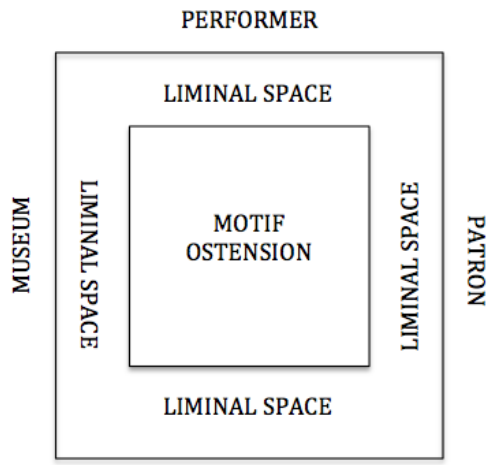 PERFORMER
LIMINAL SPACE
MUSEUM
LIMINAL SPACE
MOTIF
OSTENSION
LIMINAL SPACE
PATRON
LIMINAL SPACE